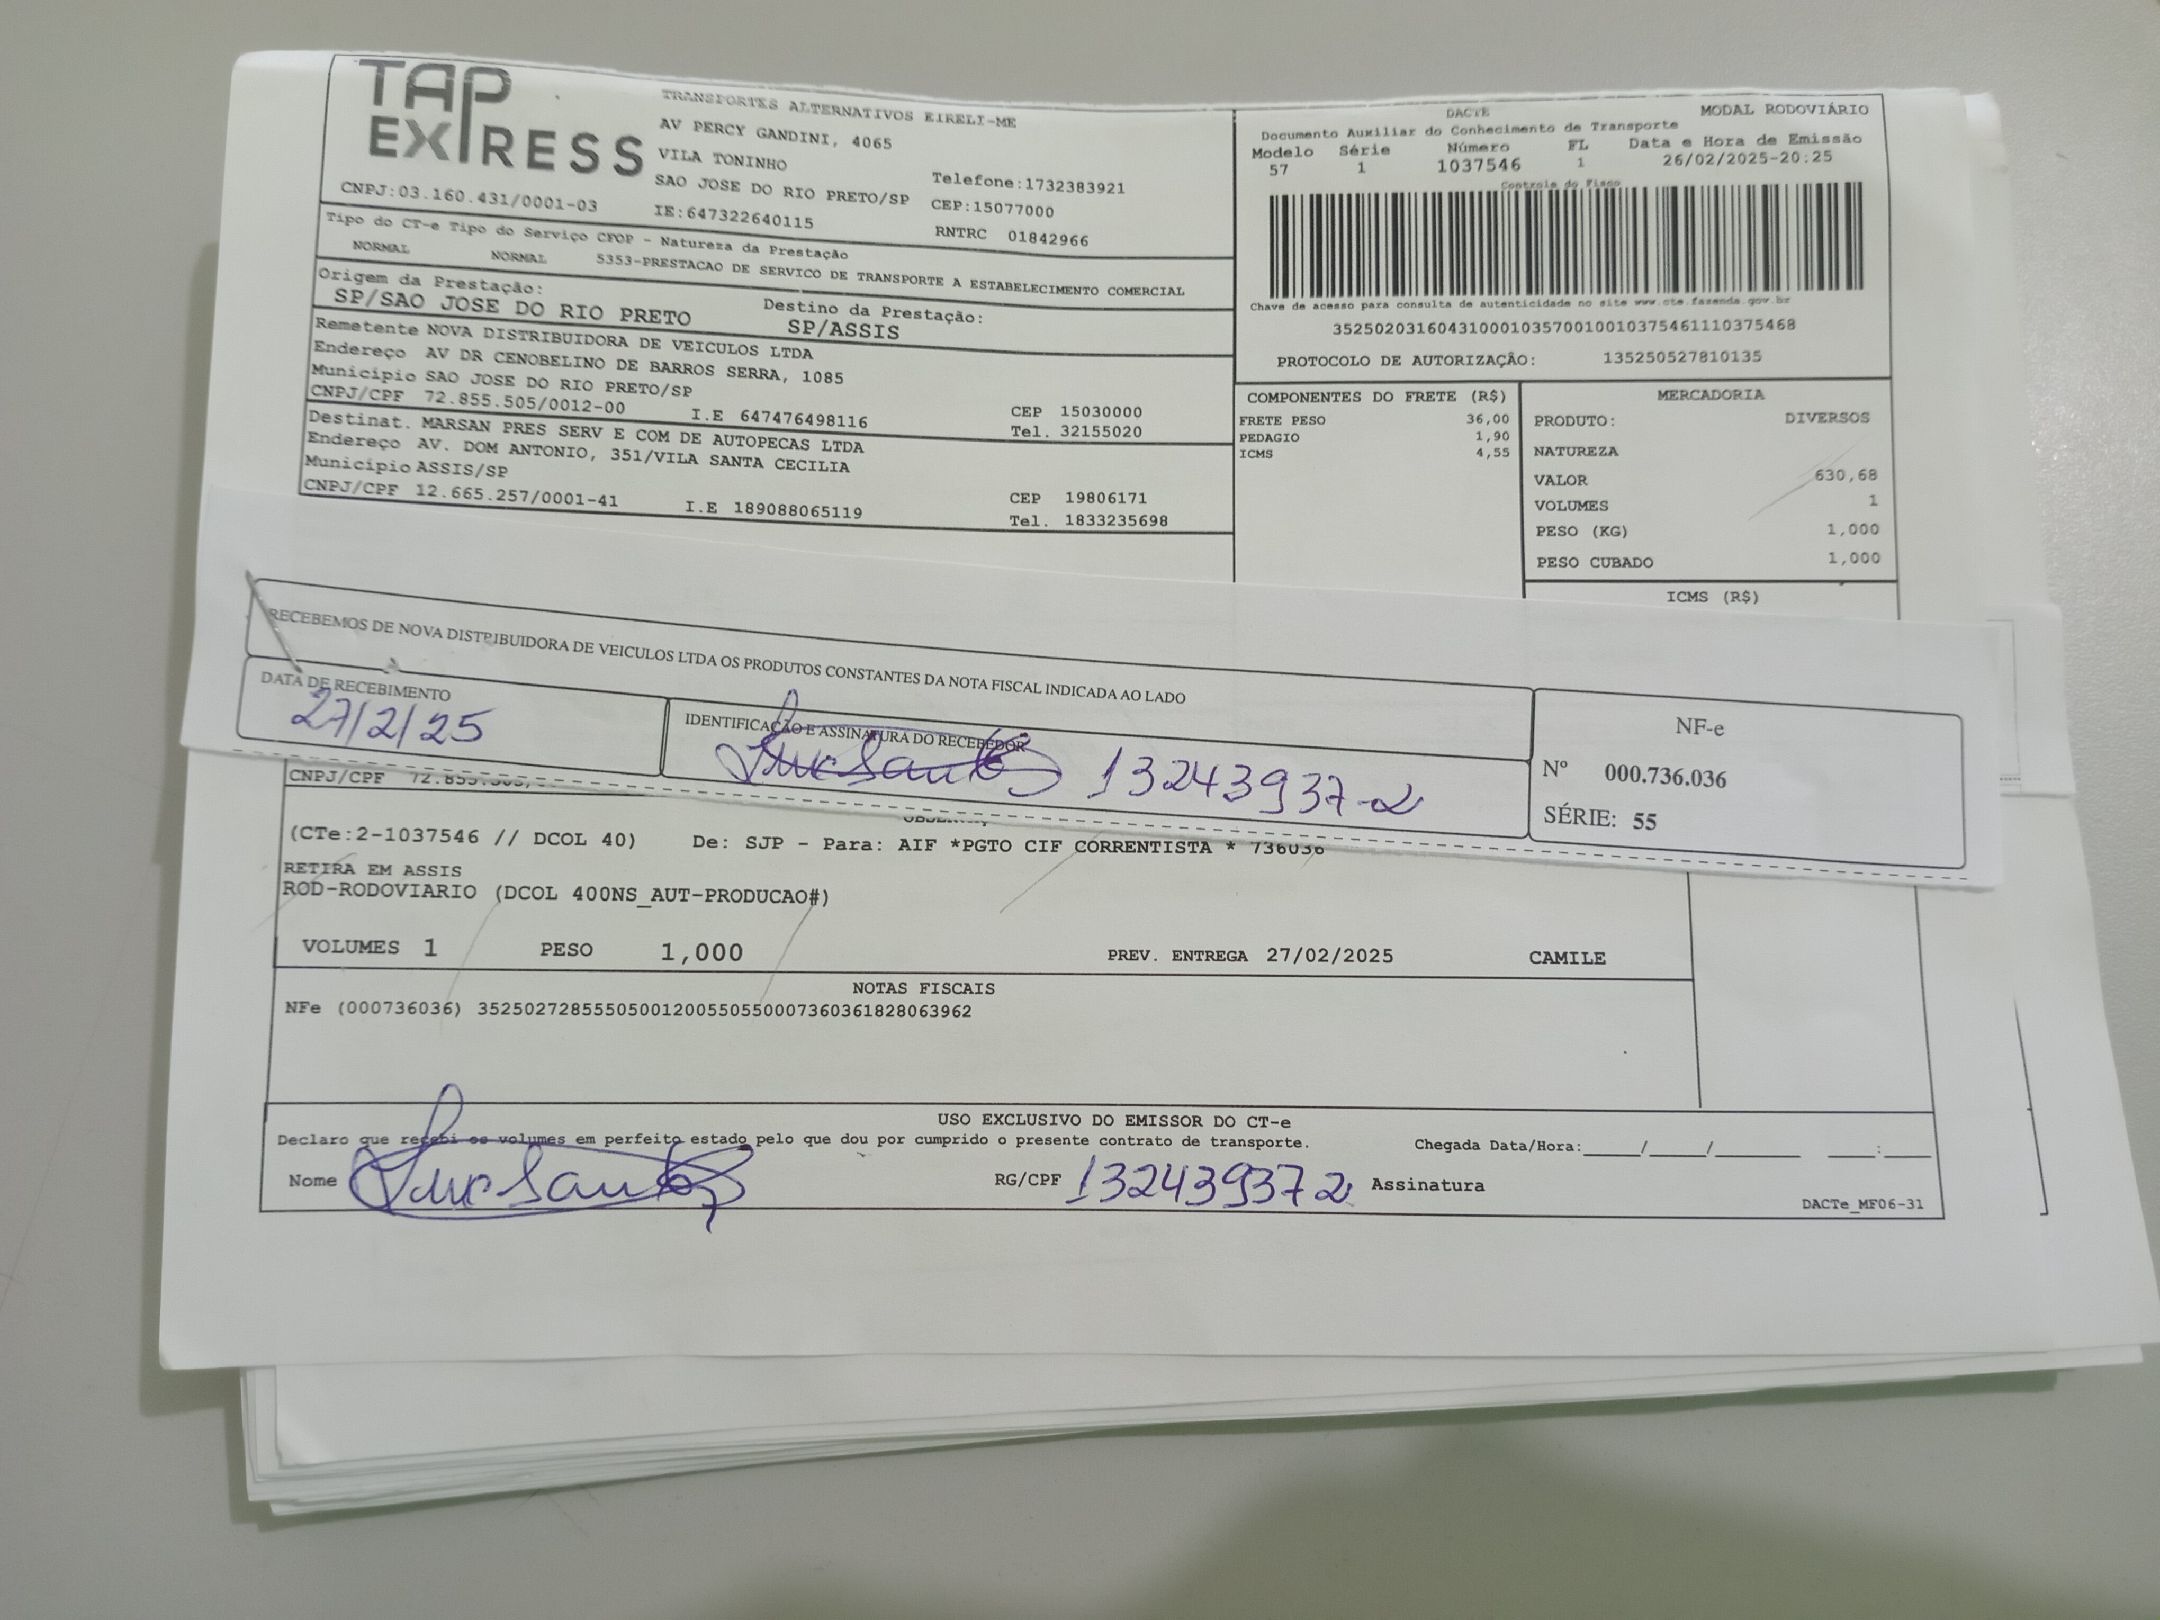 TAP EXPRESS
TRANSPORTES ALTERNATIVOS EIRELI-ME
AV PERCY GANDINI, 4065
VILA TONINHO
SAO JOSE DO RIO PRETO/SP
Telefone:1732383921
CEP:15077000
CNPJ:03.160.431/0001-03
IE:647322640115
RNTRC 01842966
Tipo do CT-e Tipo do Serviço CFOP - Natureza da Prestação
NORMAL NORMAL 5353-PRESTACAO DE SERVICO DE TRANSPORTE A ESTABELECIMENTO COMERCIAL
Origem da Prestação:
SP/SAO JOSE DO RIO PRETO
Destino da Prestação:
SP/ASSIS
Remetente NOVA DISTRIBUIDORA DE VEICULOS LTDA
Endereço AV DR CENOBELINO DE BARROS SERRA, 1085
Município SAO JOSE DO RIO PRETO/SP
CNPJ/CPF 72.855.505/0012-00 I.E 647476498116
CEP 15030000
Tel. 32155020
Destinat. MARSAN PRES SERV E COM DE AUTOPECAS LTDA
Endereço AV. DOM ANTONIO, 351/VILA SANTA CECILIA
Município ASSIS/SP
CNPJ/CPF 12.665.257/0001-41 I.E 189088065119
CEP 19806171
Tel. 1833235698
DACTE MODAL RODOVIÁRIO
Documento Auxiliar do Conhecimento de Transporte
Modelo Série Número FL Data e Hora de Emissão
57 1 1037546 1 26/02/2025-20:25
Controle do Fisco
Chave de acesso para consulta de autenticidade no site www.cte.fazenda.gov.br
35250203160431000103570010010375461110375468
PROTOCOLO DE AUTORIZAÇÃO: 135250527810135
COMPONENTES DO FRETE (R$)
FRETE PESO 36,00
PEDAGIO 1,90
ICMS 4,55
MERCADORIA
PRODUTO: DIVERSOS
NATUREZA
VALOR 630,68
VOLUMES 1
PESO (KG) 1,000
PESO CUBADO 1,000
ICMS (R$)
RECEBEMOS DE NOVA DISTRIBUIDORA DE VEICULOS LTDA OS PRODUTOS CONSTANTES DA NOTA FISCAL INDICADA AO LADO
DATA DE RECEBIMENTO
27/2/25
IDENTIFICAÇÃO E ASSINATURA DO RECEBEDOR
13243937-2
NF-e
Nº 000.736.036
SÉRIE: 55
CNPJ/CPF 72.855.505
(CTe:2-1037546 // DCOL 40) De: SJP - Para: AIF *PGTO CIF CORRENTISTA * 736036
RETIRA EM ASSIS
ROD-RODOVIARIO (DCOL 400NS_AUT-PRODUCAO#)
VOLUMES 1 PESO 1,000 PREV. ENTREGA 27/02/2025 CAMILE
NOTAS FISCAIS
NFe (000736036) 35250272855505001200550550007360361828063962
USO EXCLUSIVO DO EMISSOR DO CT-e
Declaro que recebi os volumes em perfeito estado pelo que dou por cumprido o presente contrato de transporte. Chegada Data/Hora:____/____/______ ____:____
Nome RG/CPF 132439372 Assinatura
DACTe_MF06-31